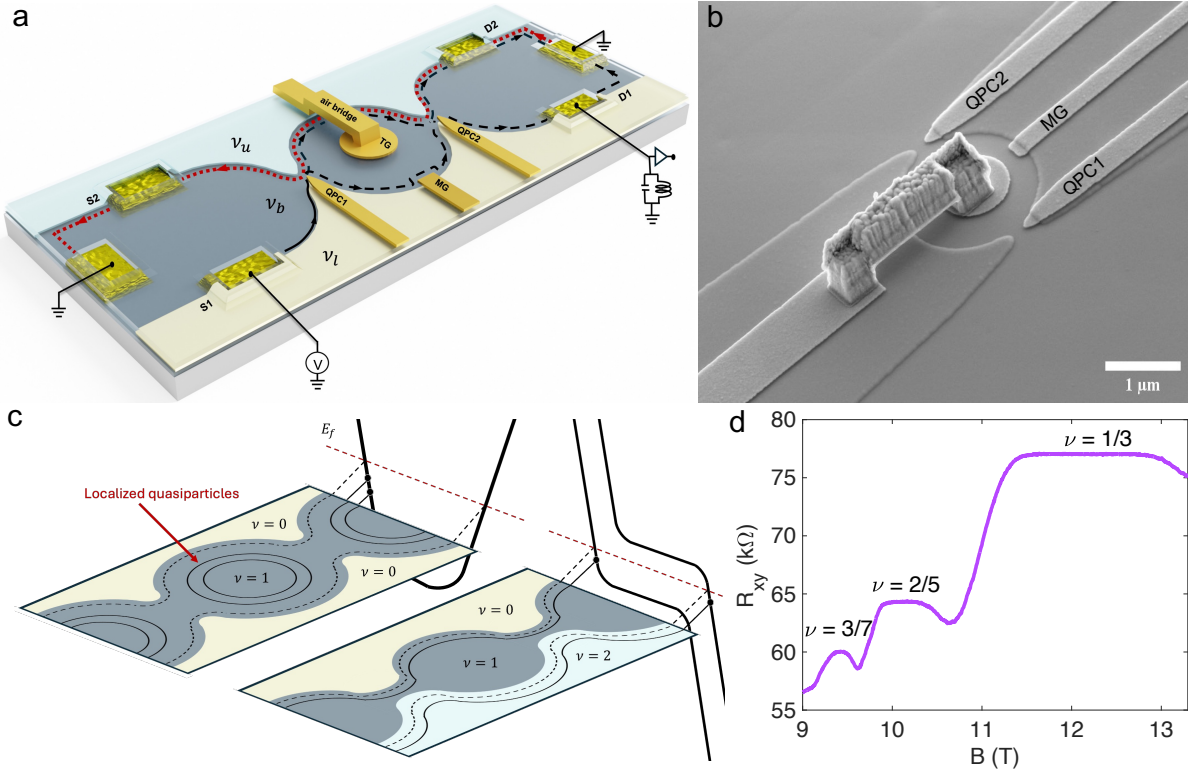 a
D2
D1
air bridge
TG
QPC2
QPC1
MG
ν_u
S2
ν_b
ν_l
S1
V
b
QPC2
MG
QPC1
1 µm
c
E_f
Localized quasiparticles
ν = 0
ν = 1
ν = 0
ν = 0
ν = 1
ν = 2
d
R_xy (kΩ)
80
75
70
65
60
55
ν = 1/3
ν = 2/5
ν = 3/7
9
10
11
12
13
B (T)